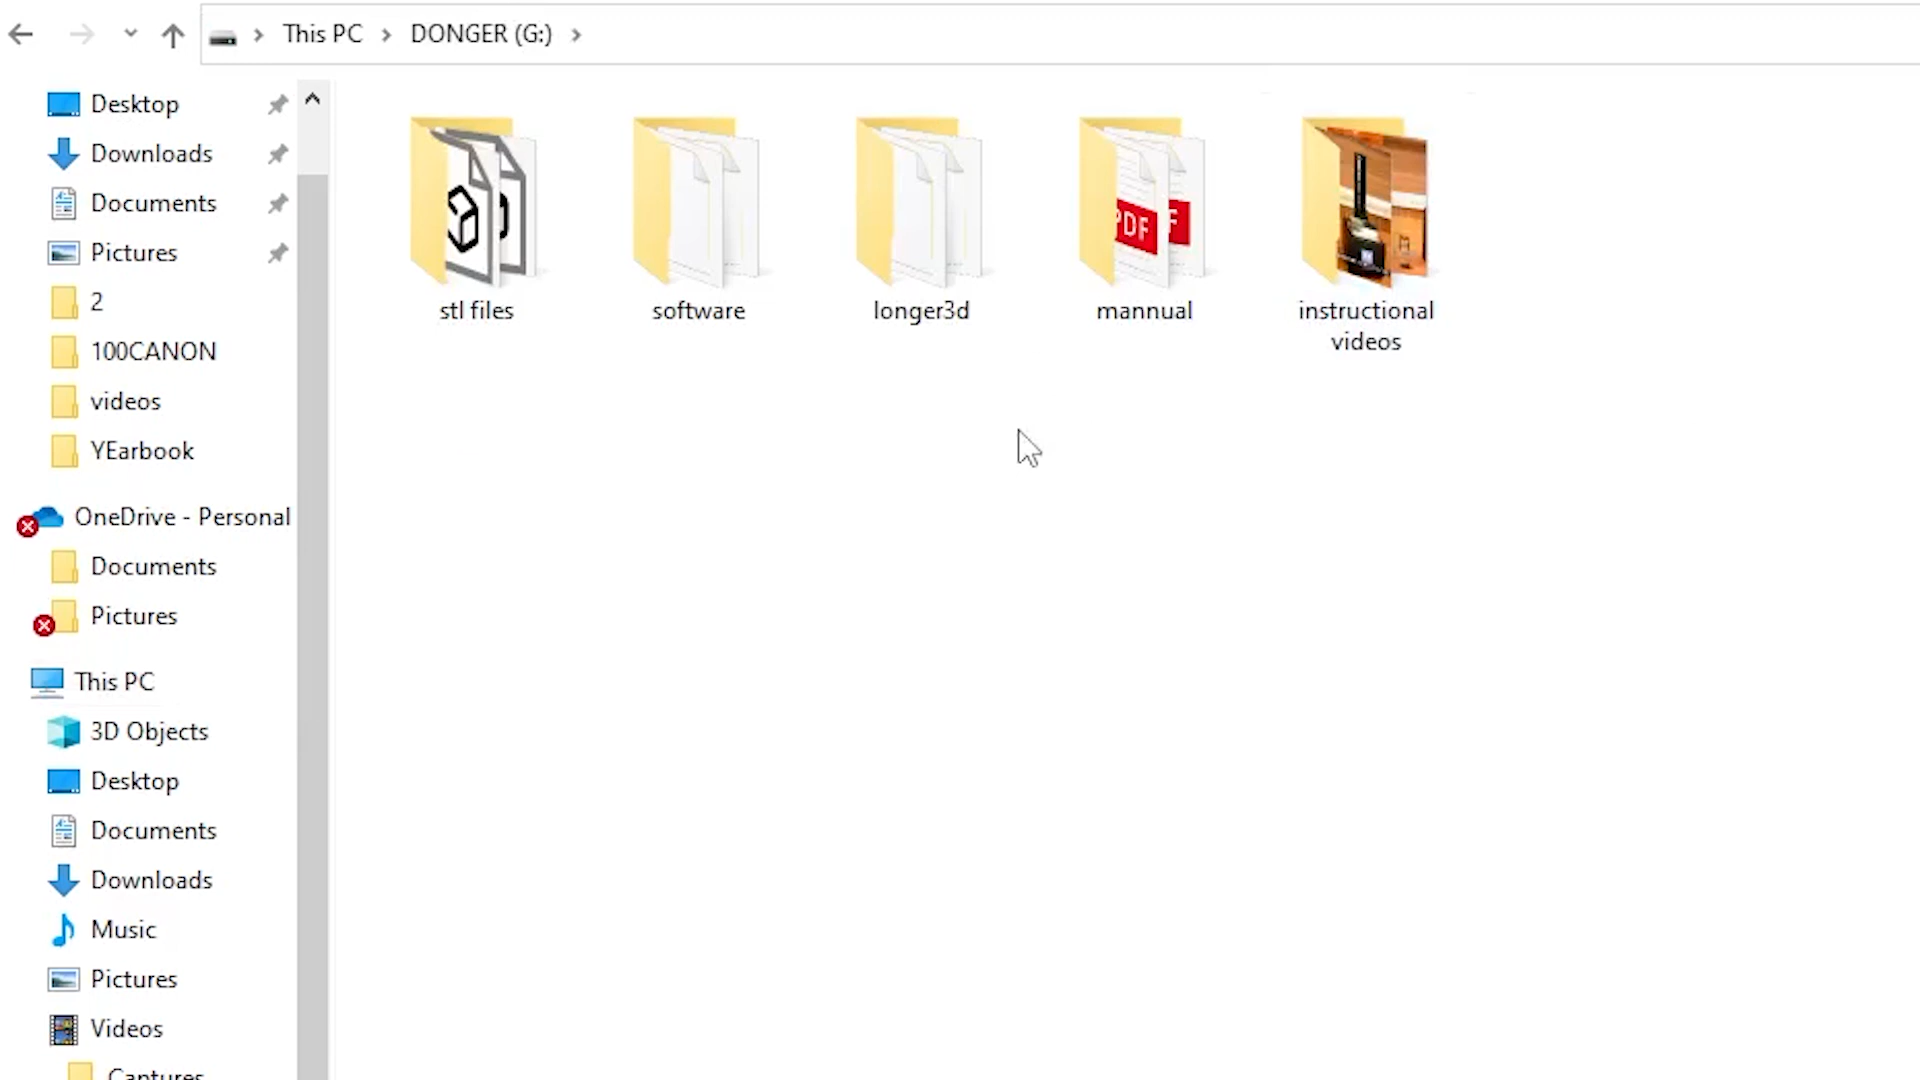 This PC
DONGER (G:)
Desktop
Downloads
Documents
Pictures
2
100CANON
videos
YEarbook
OneDrive - Personal
Documents
Pictures
This PC
3D Objects
Desktop
Documents
Downloads
Music
Pictures
Videos
Captures
stl files
software
longer3d
PDF
F
mannual
instructional
videos